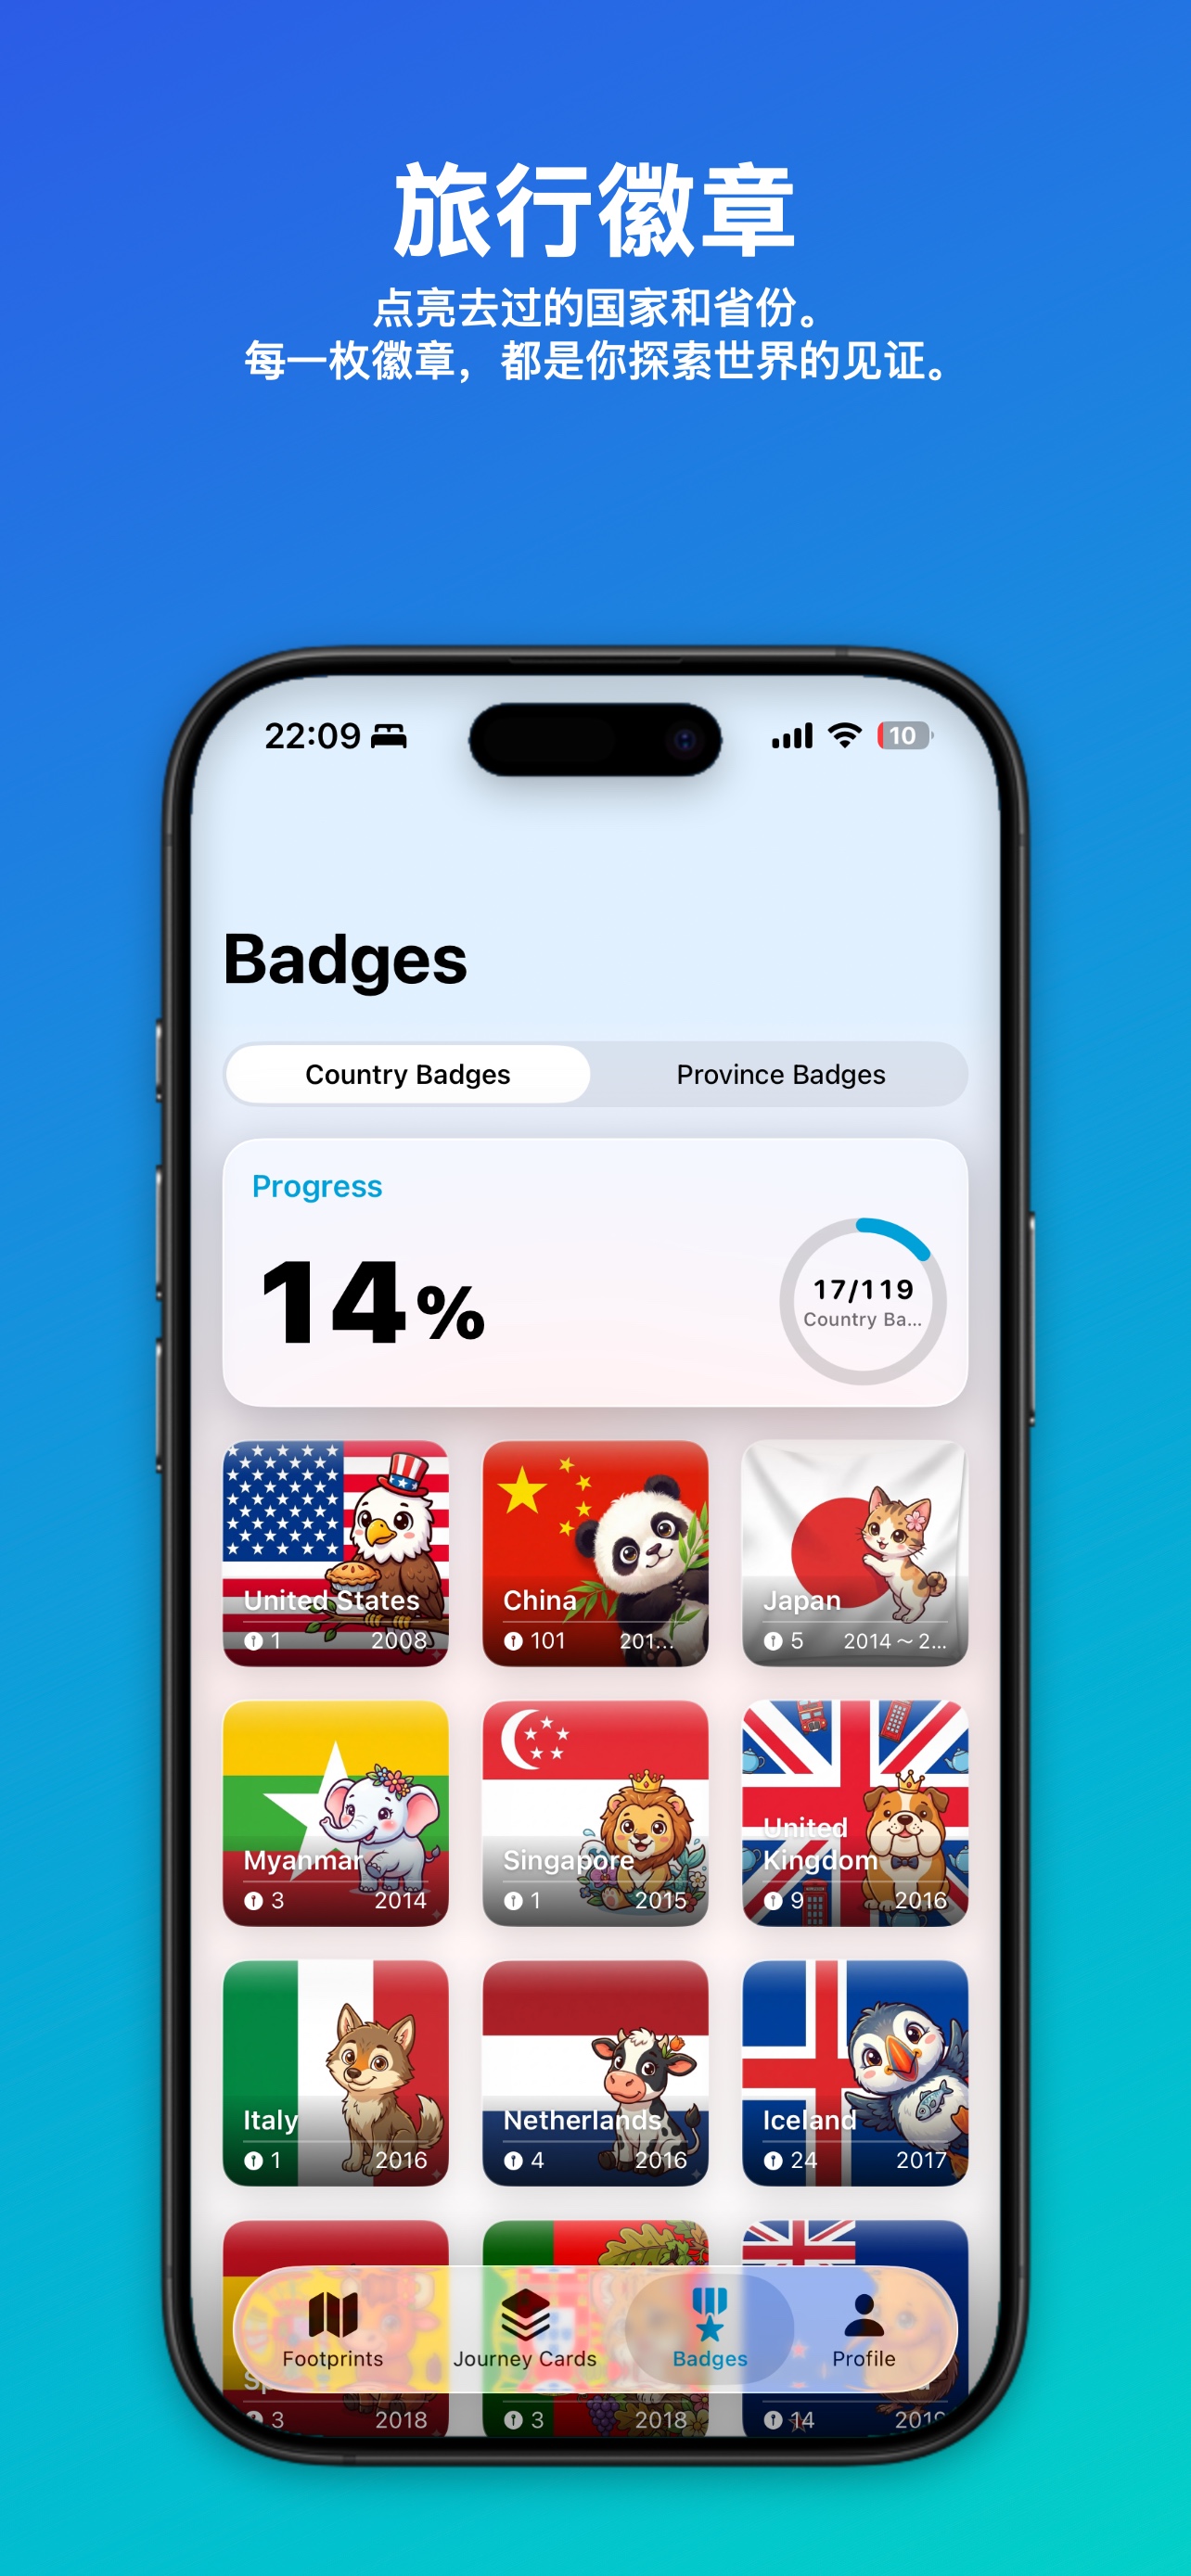 旅行徽章
点亮去过的国家和省份。
每一枚徽章，都是你探索世界的见证。
22:09
10
Badges
Country Badges
Province Badges
Progress
14%
17/119
Country Ba...
United States
1
2008
China
101
201...
Japan
5
2014～2...
Myanmar
3
2014
Singapore
1
2015
United
Kingdom
9
2016
Italy
1
2016
Netherlands
4
2016
Iceland
24
2017
Footprints
Journey Cards
Badges
Profile
3
2018
3
2018
14
2019